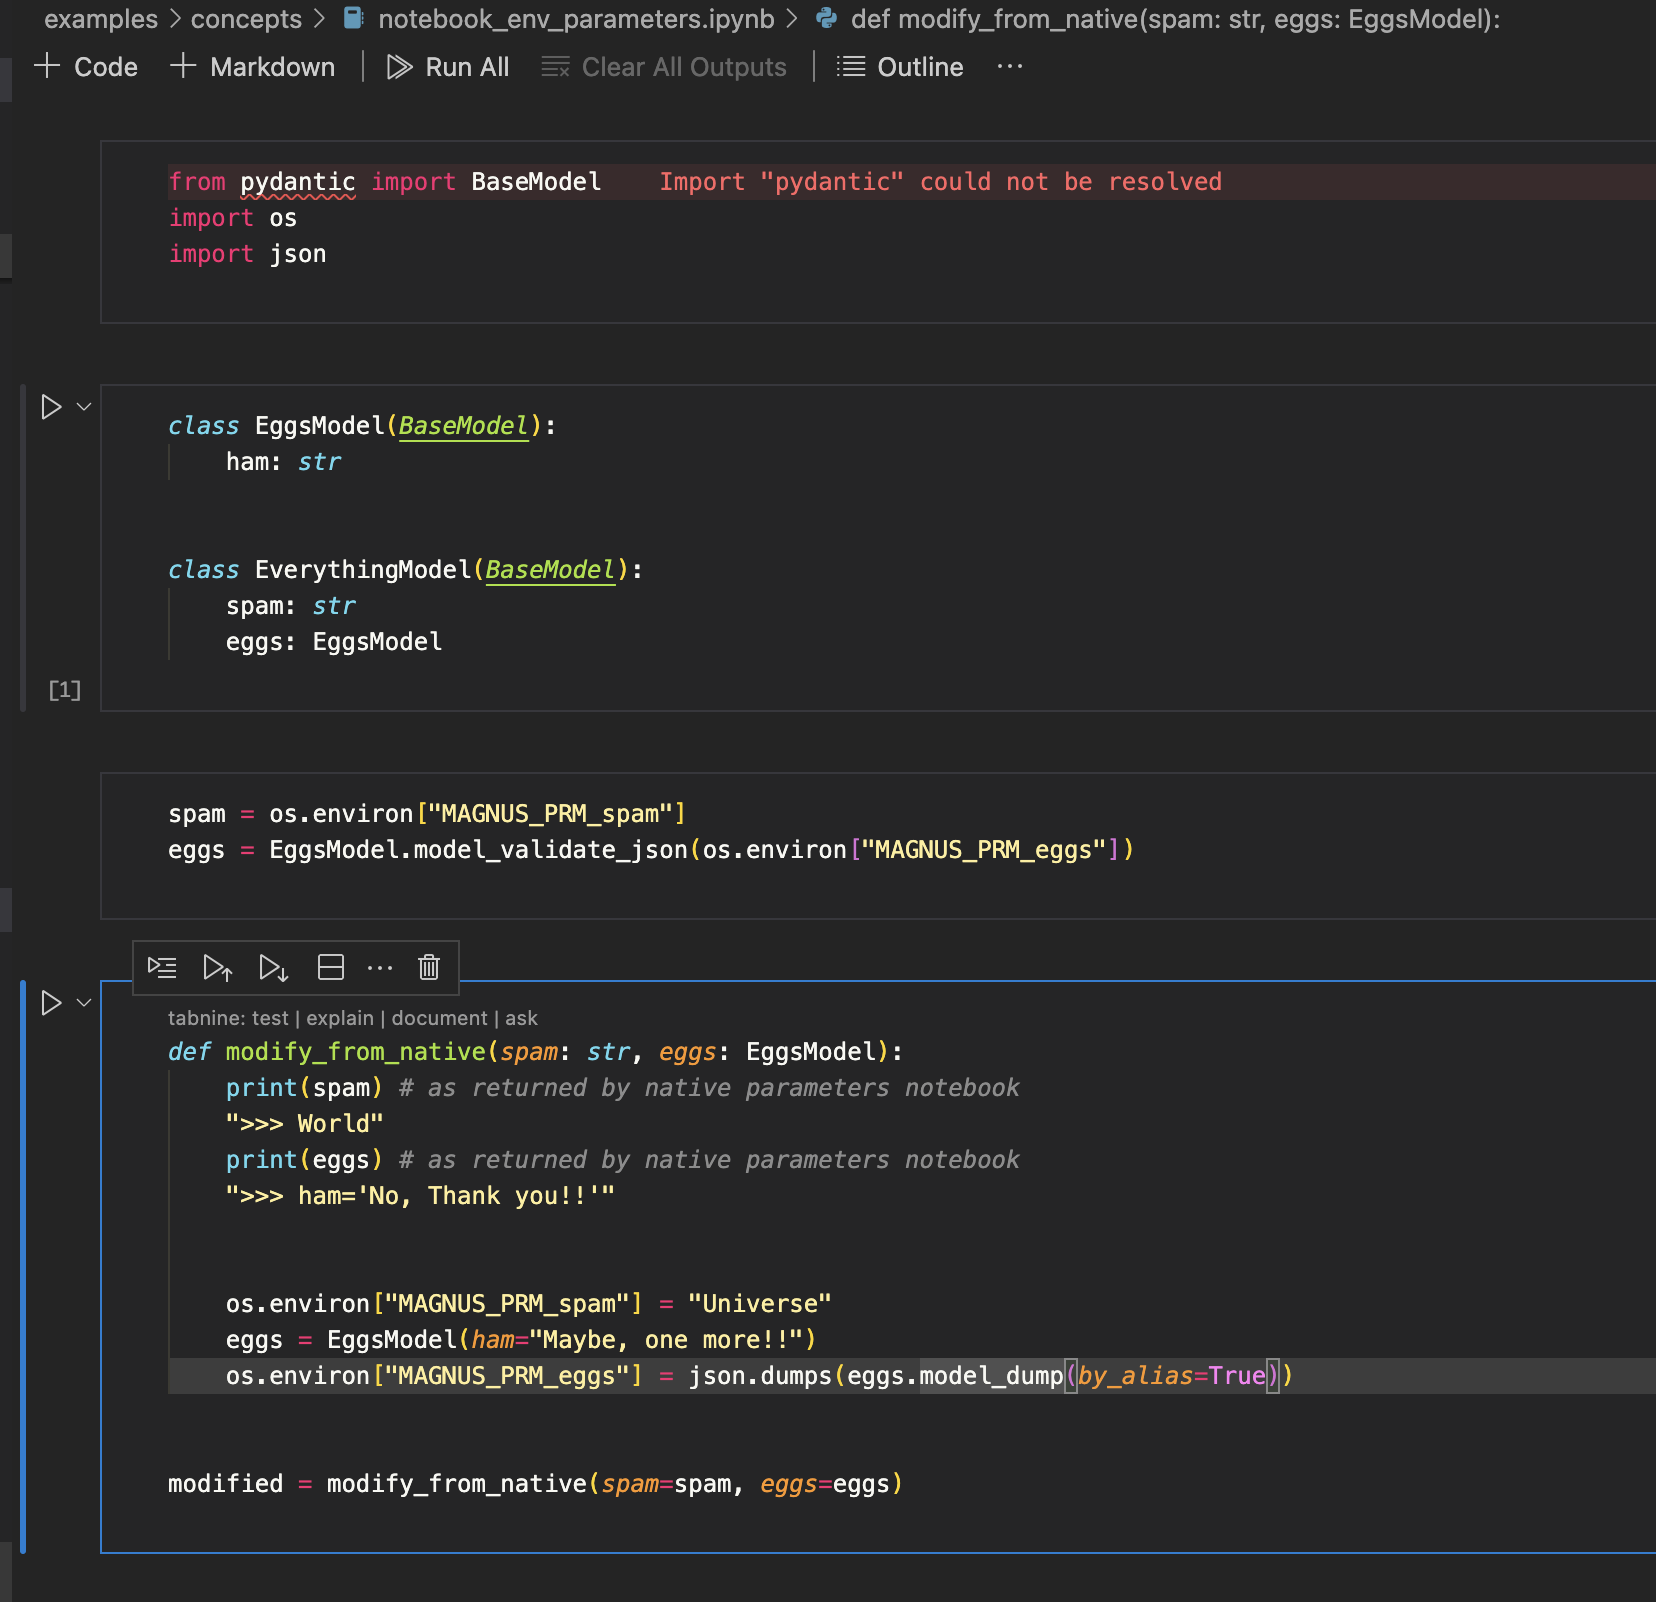 examples > concepts > notebook_env_parameters.ipynb > def modify_from_native(spam: str, eggs: EggsModel):
+ Code + Markdown | Run All Clear All Outputs | Outline ...
from pydantic import BaseModel Import "pydantic" could not be resolved
import os
import json
class EggsModel(BaseModel):
    ham: str
class EverythingModel(BaseModel):
    spam: str
    eggs: EggsModel
[1]
spam = os.environ["MAGNUS_PRM_spam"]
eggs = EggsModel.model_validate_json(os.environ["MAGNUS_PRM_eggs"])
tabnine: test | explain | document | ask
def modify_from_native(spam: str, eggs: EggsModel):
    print(spam) # as returned by native parameters notebook
    ">>> World"
    print(eggs) # as returned by native parameters notebook
    ">>> ham='No, Thank you!!'"
    os.environ["MAGNUS_PRM_spam"] = "Universe"
    eggs = EggsModel(ham="Maybe, one more!!")
    os.environ["MAGNUS_PRM_eggs"] = json.dumps(eggs.model_dump(by_alias=True))
modified = modify_from_native(spam=spam, eggs=eggs)